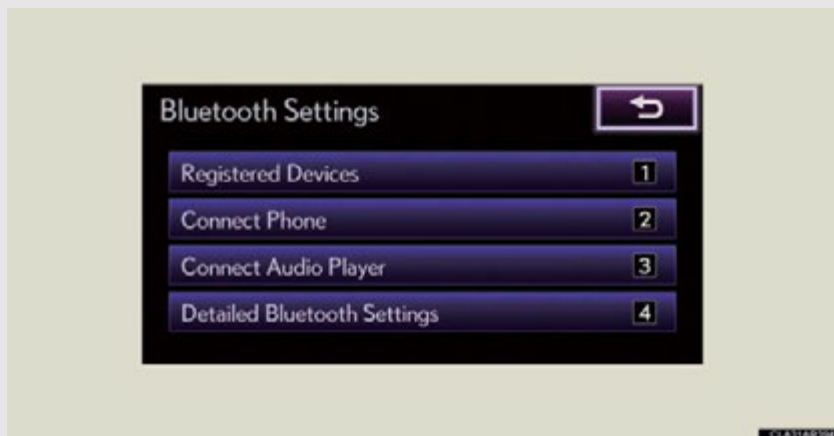 Bluetooth Settings
Registered Devices 1
Connect Phone 2
Connect Audio Player 3
Detailed Bluetooth Settings 4